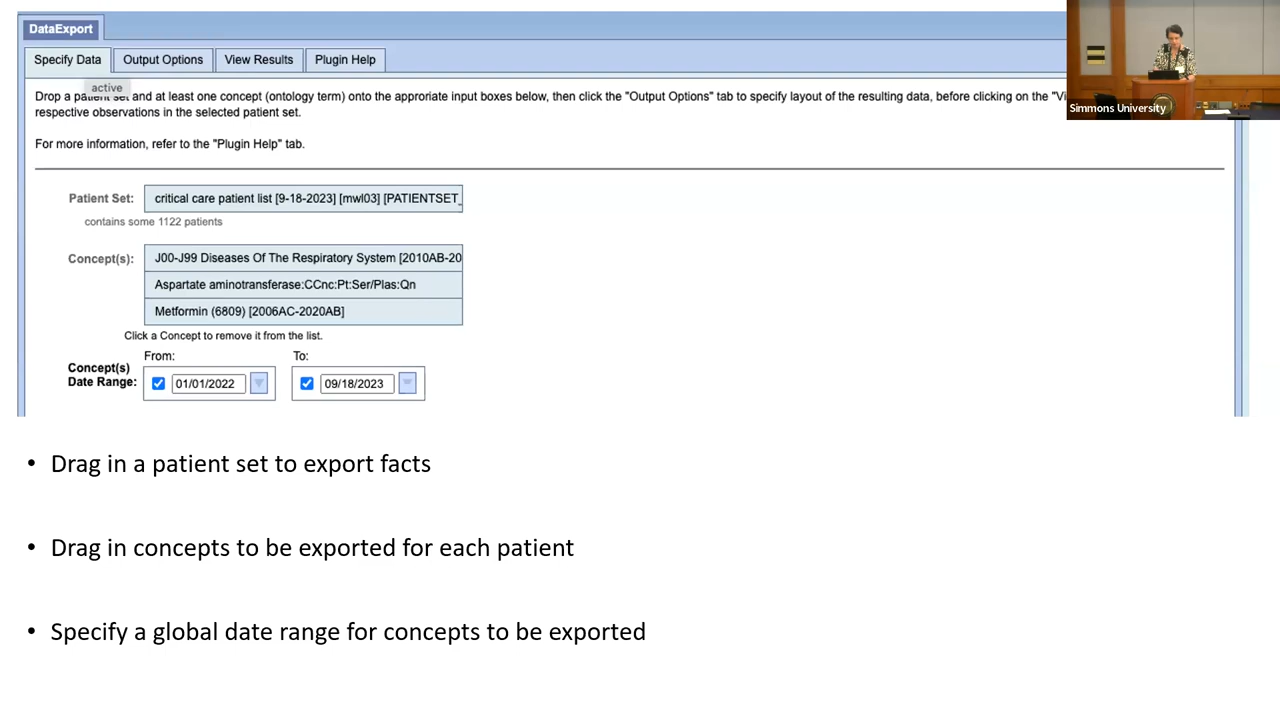 DataExport
Specify Data
Output Options
View Results
Plugin Help
active
Drop a patient set and at least one concept (ontology term) onto the approriate input boxes below, then click the "Output Options" tab to specify layout of the resulting data, before clicking on the
respective observations in the selected patient set.
For more information, refer to the "Plugin Help" tab.
Patient Set:
critical care patient list [9-18-2023] [mwl03] [PATIENTSET_
contains some 1122 patients
Concept(s):
J00-J99 Diseases Of The Respiratory System [2010AB-20
Aspartate aminotransferase:CCnc:Pt:Ser/Plas:Qn
Metformin (6809) [2006AC-2020AB]
Click a Concept to remove it from the list.
From:
To:
Concept(s)
Date Range:
01/01/2022
09/18/2023
Simmons University
• Drag in a patient set to export facts
• Drag in concepts to be exported for each patient
• Specify a global date range for concepts to be exported